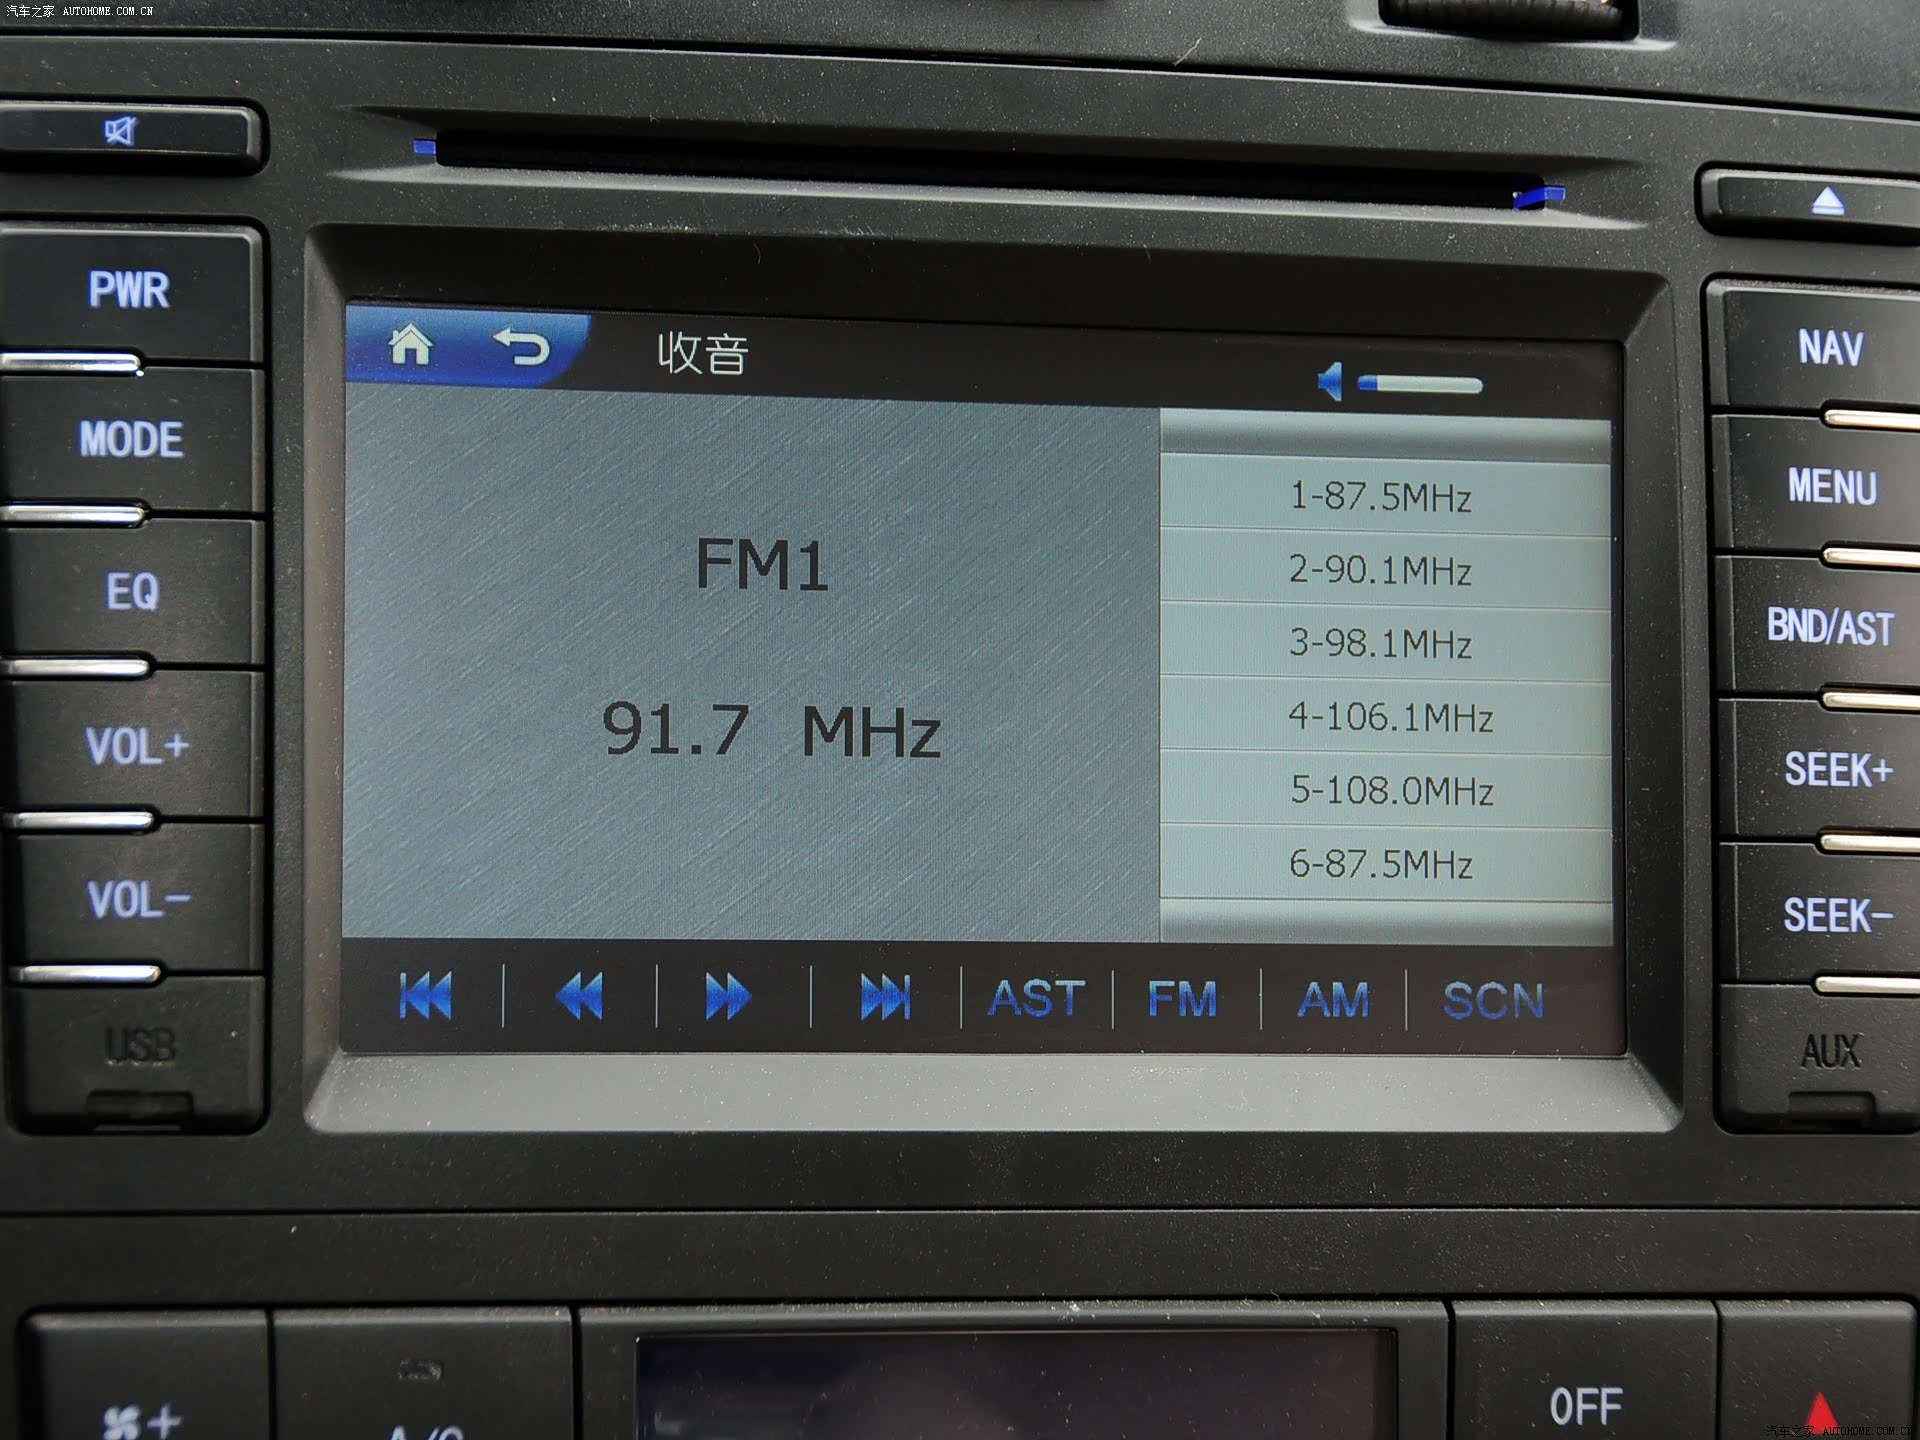 汽车之家 AUTOHOME.COM.CN
PWR
MODE
EQ
VOL+
VOL-
USB
收音
FM1
91.7 MHz
1-87.5MHz
2-90.1MHz
3-98.1MHz
4-106.1MHz
5-108.0MHz
6-87.5MHz
AST
FM
AM
SCN
NAV
MENU
BND/AST
SEEK+
SEEK-
AUX
+
A/C
OFF
汽车之家 AUTOHOME.COM.CN